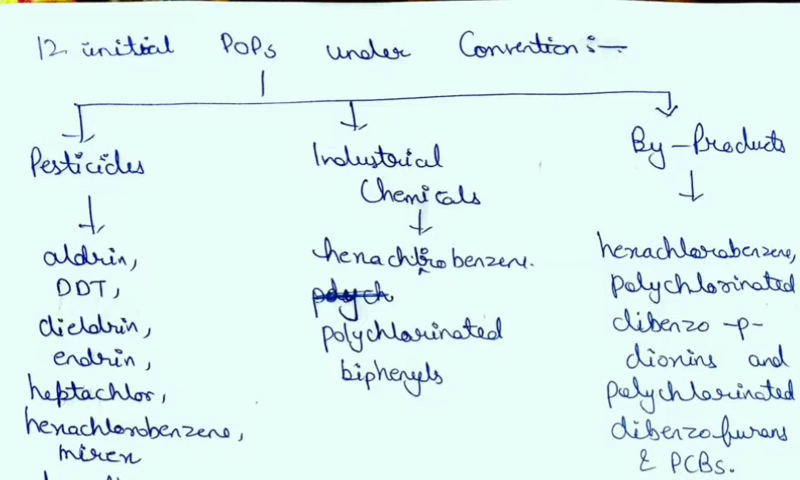 12 initial POPs under Convention:—
Pesticides
aldrin,
DDT,
dieldrin,
endrin,
heptachlor,
hexachlorobenzene,
mirex
Industrial
Chemicals
hexachlorobenzene.
polychlorinated
biphenyls
By-Products
hexachlorobenzene,
polychlorinated
dibenzo-p-
dioxins and
polychlorinated
dibenzofurans
& PCBs.